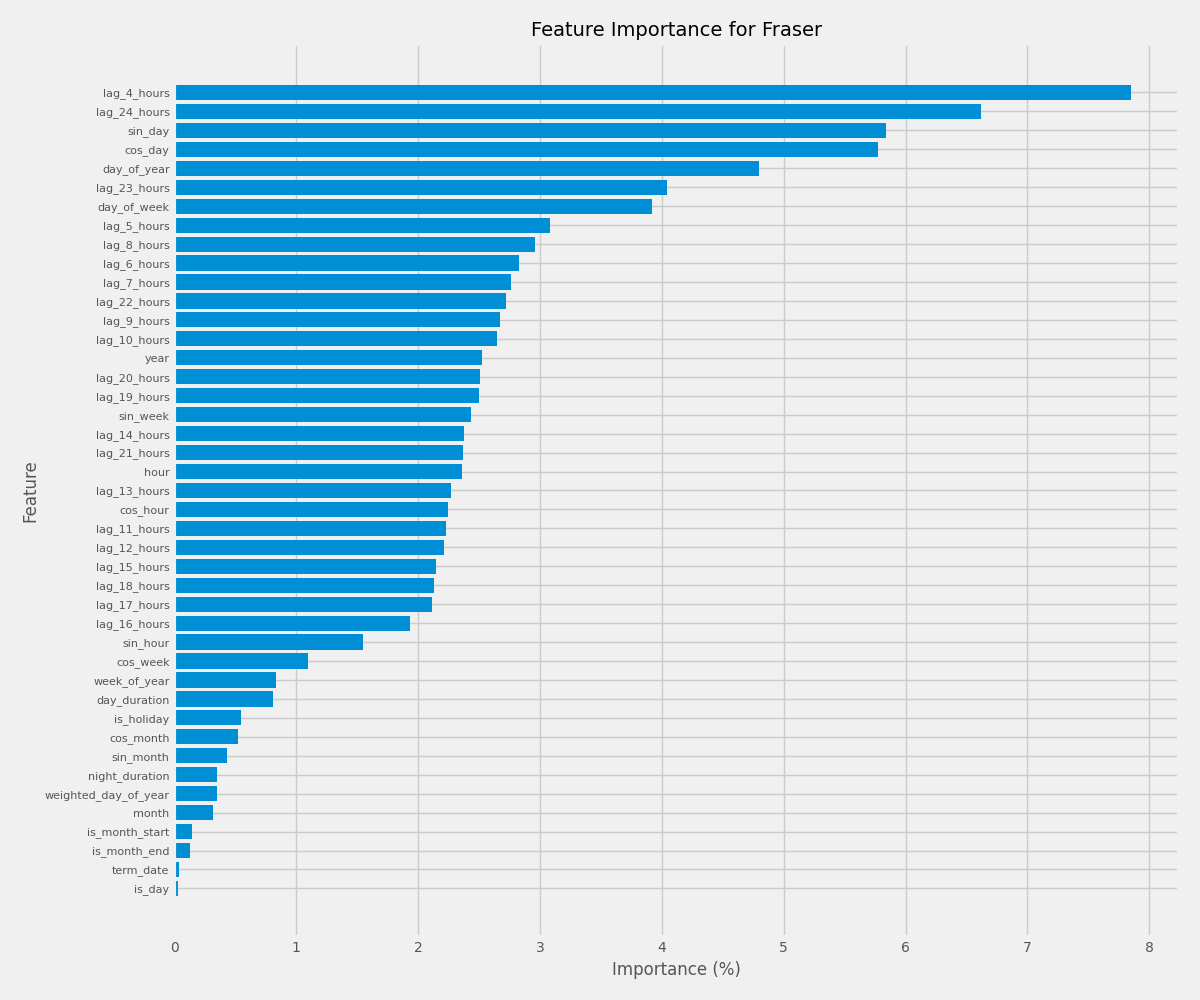 Feature Importance for Fraser
lag_4_hours
lag_24_hours
sin_day
cos_day
day_of_year
lag_23_hours
day_of_week
lag_5_hours
lag_8_hours
lag_6_hours
lag_7_hours
lag_22_hours
lag_9_hours
lag_10_hours
year
lag_20_hours
lag_19_hours
sin_week
lag_14_hours
lag_21_hours
hour
lag_13_hours
cos_hour
lag_11_hours
lag_12_hours
lag_15_hours
lag_18_hours
lag_17_hours
lag_16_hours
sin_hour
cos_week
week_of_year
day_duration
is_holiday
cos_month
sin_month
night_duration
weighted_day_of_year
month
is_month_start
is_month_end
term_date
is_day
Feature
0 1 2 3 4 5 6 7 8
Importance (%)